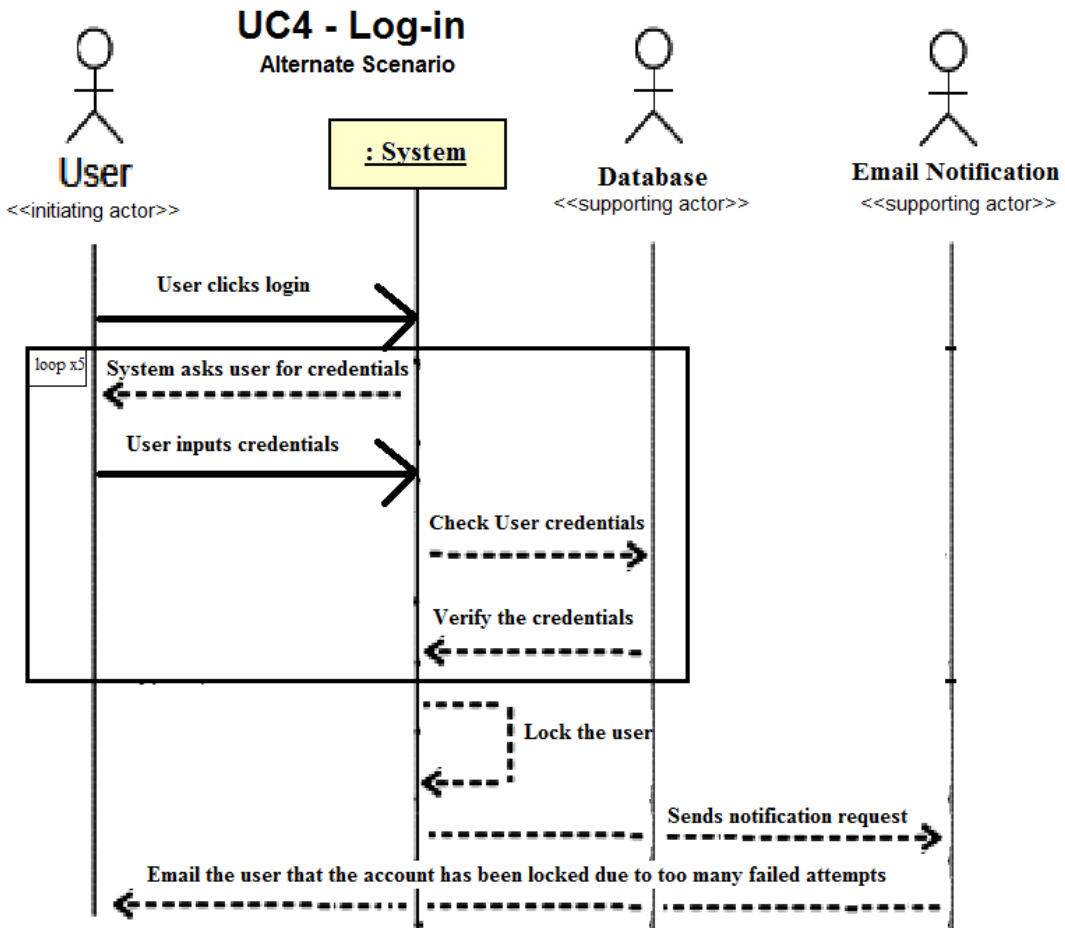 UC4 - Log-in
Alternate Scenario
User
<<initiating actor>>
: System
Database
<<supporting actor>>
Email Notification
<<supporting actor>>
User clicks login
loop x5
System asks user for credentials
User inputs credentials
Check User credentials
Verify the credentials
Lock the user
Sends notification request
Email the user that the account has been locked due to too many failed attempts